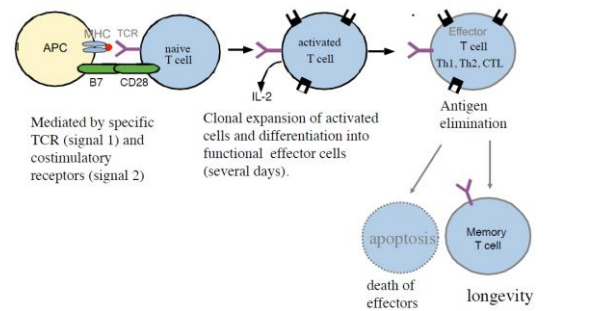 MHC TCR
APC
naive
T cell
B7 CD28
Mediated by specific
TCR (signal 1) and
costimulatory
receptors (signal 2)
activated
T cell
IL-2
Clonal expansion of activated
cells and differentiation into
functional effector cells
(several days).
Effector
T cell
Th1, Th2, CTL
Antigen
elimination
apoptosis
death of
effectors
Memory
T cell
longevity